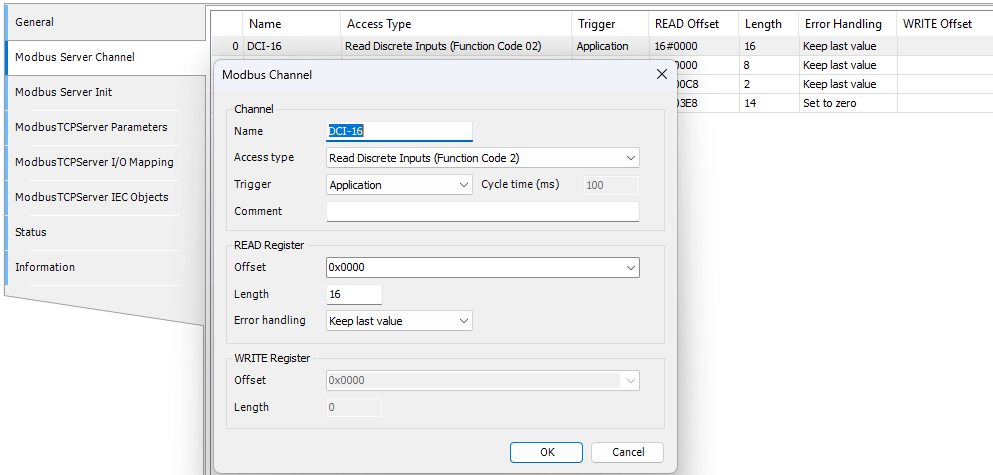 General
Modbus Server Channel
Modbus Server Init
ModbusTCPServer Parameters
ModbusTCPServer I/O Mapping
ModbusTCPServer IEC Objects
Status
Information
Name Access Type Trigger READ Offset Length Error Handling WRITE Offset
0 DCI-16 Read Discrete Inputs (Function Code 02) Application 16#0000 16 Keep last value
0000 8 Keep last value
00C8 2 Keep last value
03E8 14 Set to zero
Modbus Channel
Channel
Name DCI-16
Access type Read Discrete Inputs (Function Code 2)
Trigger Application Cycle time (ms) 100
Comment
READ Register
Offset 0x0000
Length 16
Error handling Keep last value
WRITE Register
Offset 0x0000
Length 0
OK Cancel